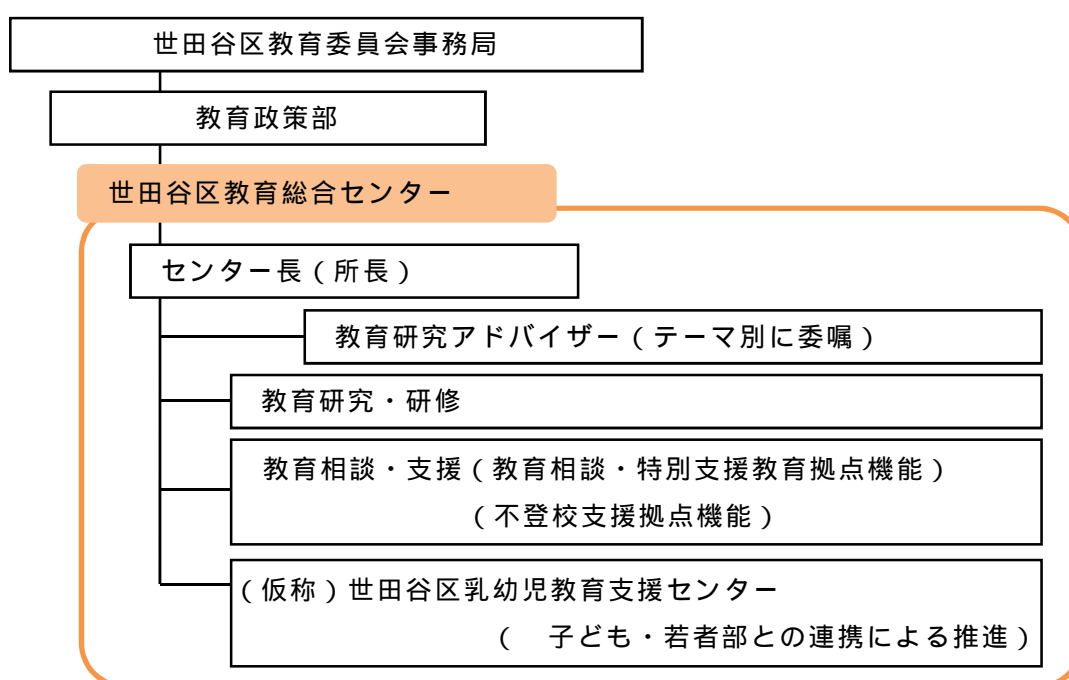 世田谷区教育委員会事務局
教育政策部
世田谷区教育総合センター
センター長(所長)
教育研究アドバイザー(テーマ別に委嘱)
教育研究・研修
教育相談・支援(教育相談・特別支援教育拠点機能)
(不登校支援拠点機能)
(仮称)世田谷区乳幼児教育支援センター
( 子ども・若者部との連携による推進)